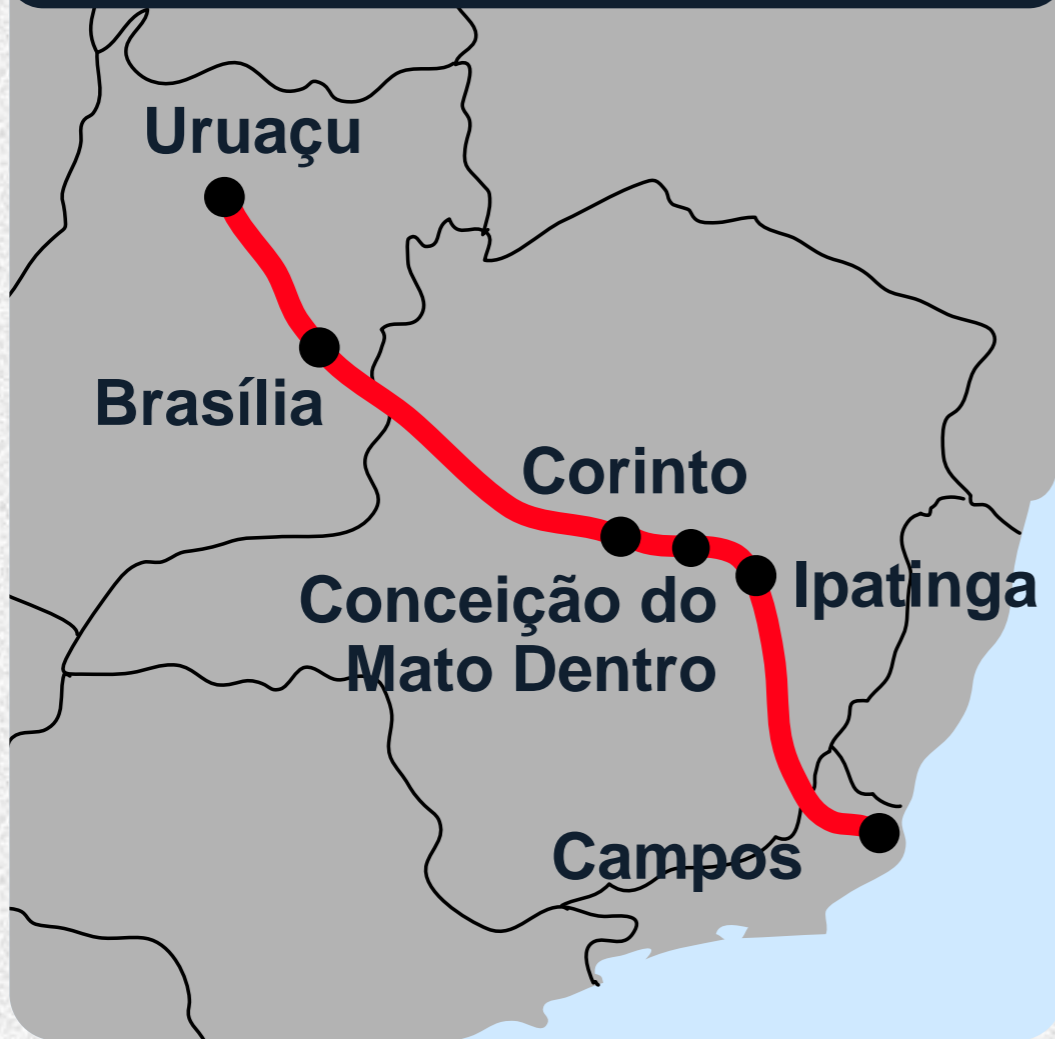 Uruaçu
Brasília
Corinto
Conceição do
Mato Dentro
Ipatinga
Campos